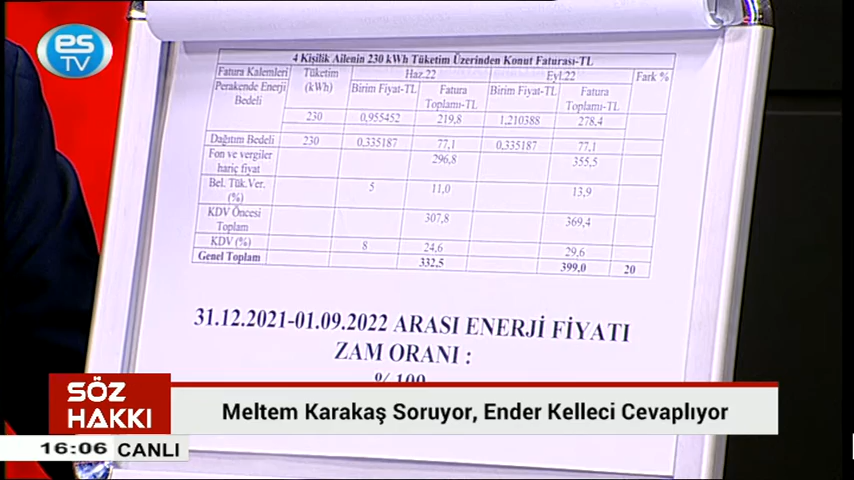 es
TV
4 Kişilik Ailenin 230 kWh Tüketim Üzerinden Konut Faturası-TL
Fatura Kalemleri Tüketim (kWh) Haz.22 Eyl.22 Fark %
Perakende Enerji Bedeli Birim Fiyat-TL Fatura Toplamı-TL Birim Fiyat-TL Fatura Toplamı-TL
230 0,955452 219,8 1,210388 278,4
Dağıtım Bedeli 230 0,335187 77,1 0,335187 77,1
Fon ve vergiler hariç fiyat 296,8 355,5
Bel. Tük.Ver. (%) 5 11,0 13,9
KDV Öncesi Toplam 307,8 369,4
KDV (%) 8 24,6 29,6
Genel Toplam 332,5 399,0 20
31.12.2021-01.09.2022 ARASI ENERJİ FİYATI
ZAM ORANI :
% 100
SÖZ
HAKKI
Meltem Karakaş Soruyor, Ender Kelleci Cevaplıyor
16:06 CANLI